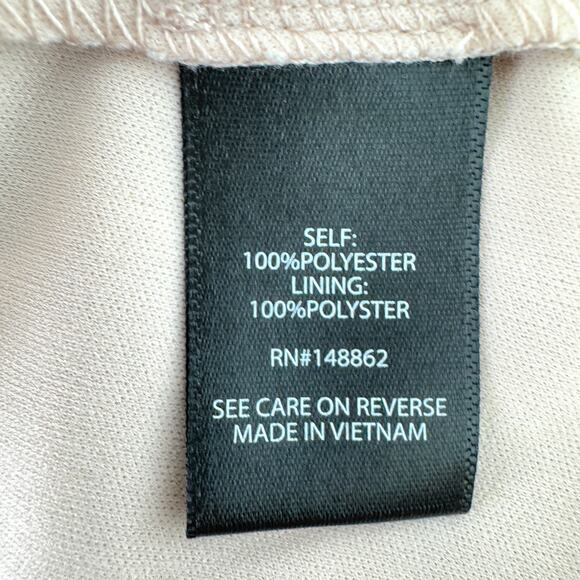 SELF:
100%POLYESTER
LINING:
100%POLYSTER
RN#148862
SEE CARE ON REVERSE
MADE IN VIETNAM